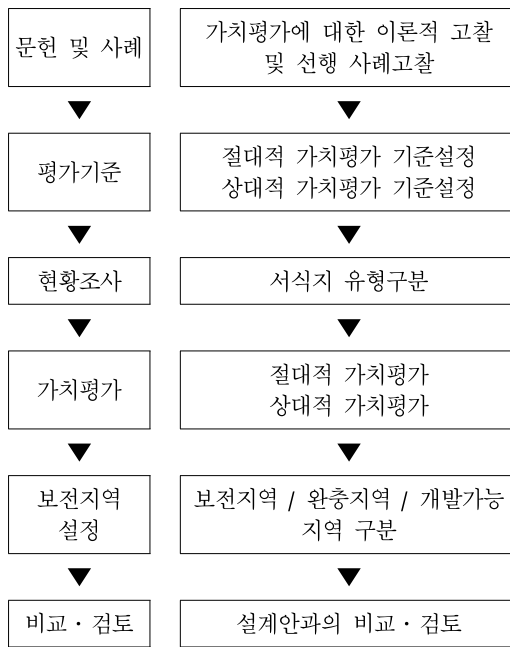 문헌 및 사례
가치평가에 대한 이론적 고찰
및 선행 사례고찰
평가기준
절대적 가치평가 기준설정
상대적 가치평가 기준설정
현황조사
서식지 유형구분
가치평가
절대적 가치평가
상대적 가치평가
보전지역
설정
보전지역 / 완충지역 / 개발가능
지역 구분
비교 · 검토
설계안과의 비교 · 검토